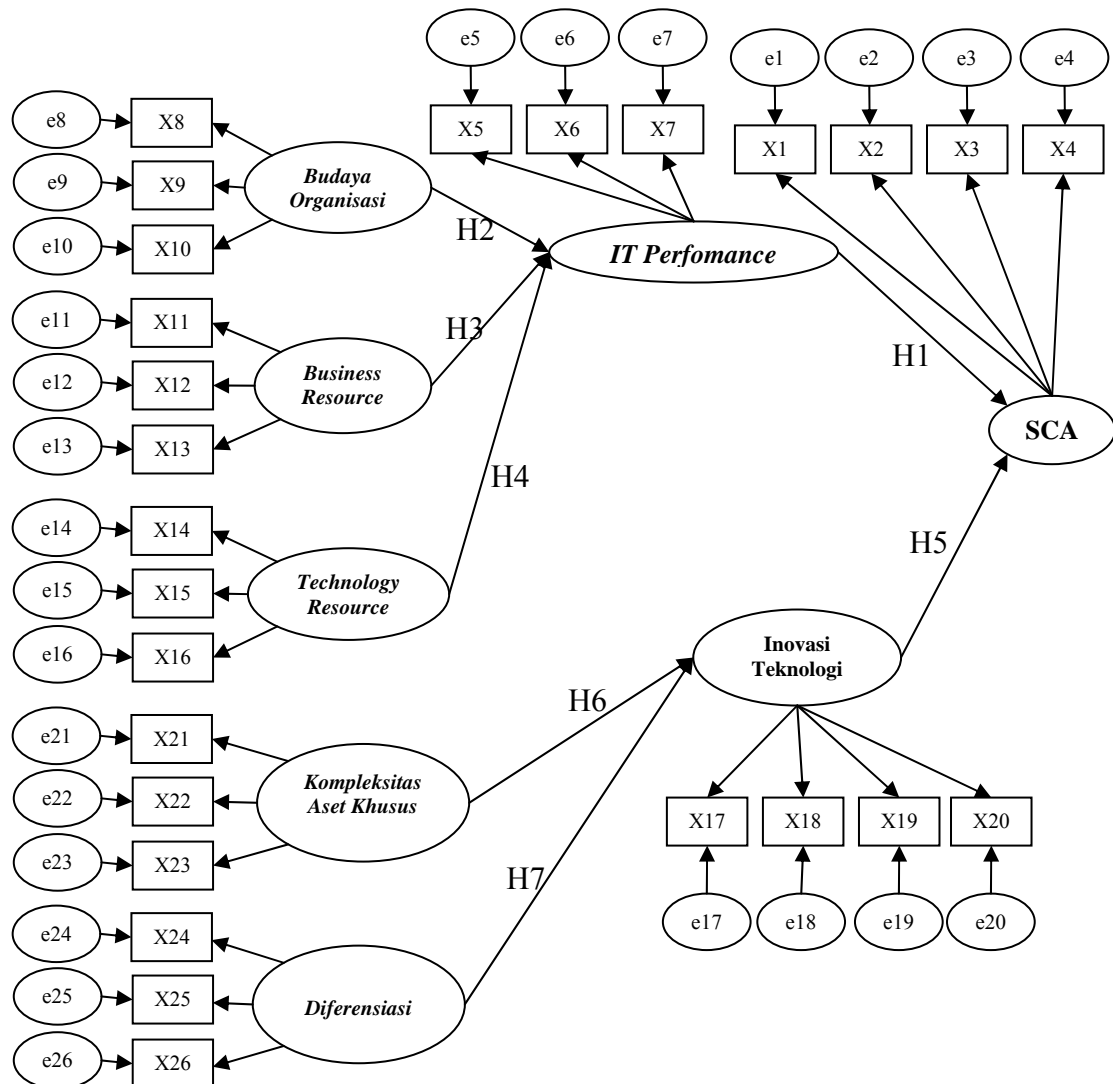 e5
e6
e7
e1
e2
e3
e4
X5
X6
X7
X1
X2
X3
X4
e8
X8
e9
X9
e10
X10
Budaya
Organisasi
H2
IT Perfomance
H1
SCA
e11
X11
e12
X12
e13
X13
Business
Resource
H3
e14
X14
e15
X15
e16
X16
Technology
Resource
H4
H5
Inovasi
Teknologi
e21
X21
e22
X22
e23
X23
Kompleksitas
Aset Khusus
H6
X17
X18
X19
X20
e17
e18
e19
e20
e24
X24
e25
X25
e26
X26
Diferensiasi
H7